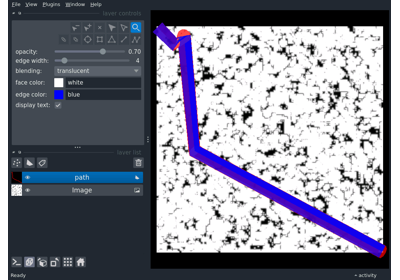 File View Plugins Window Help
layer controls
opacity: 0.70
edge width: 4
blending: translucent
face color: white
edge color: blue
display text:
layer list
path
Image
Ready
activity